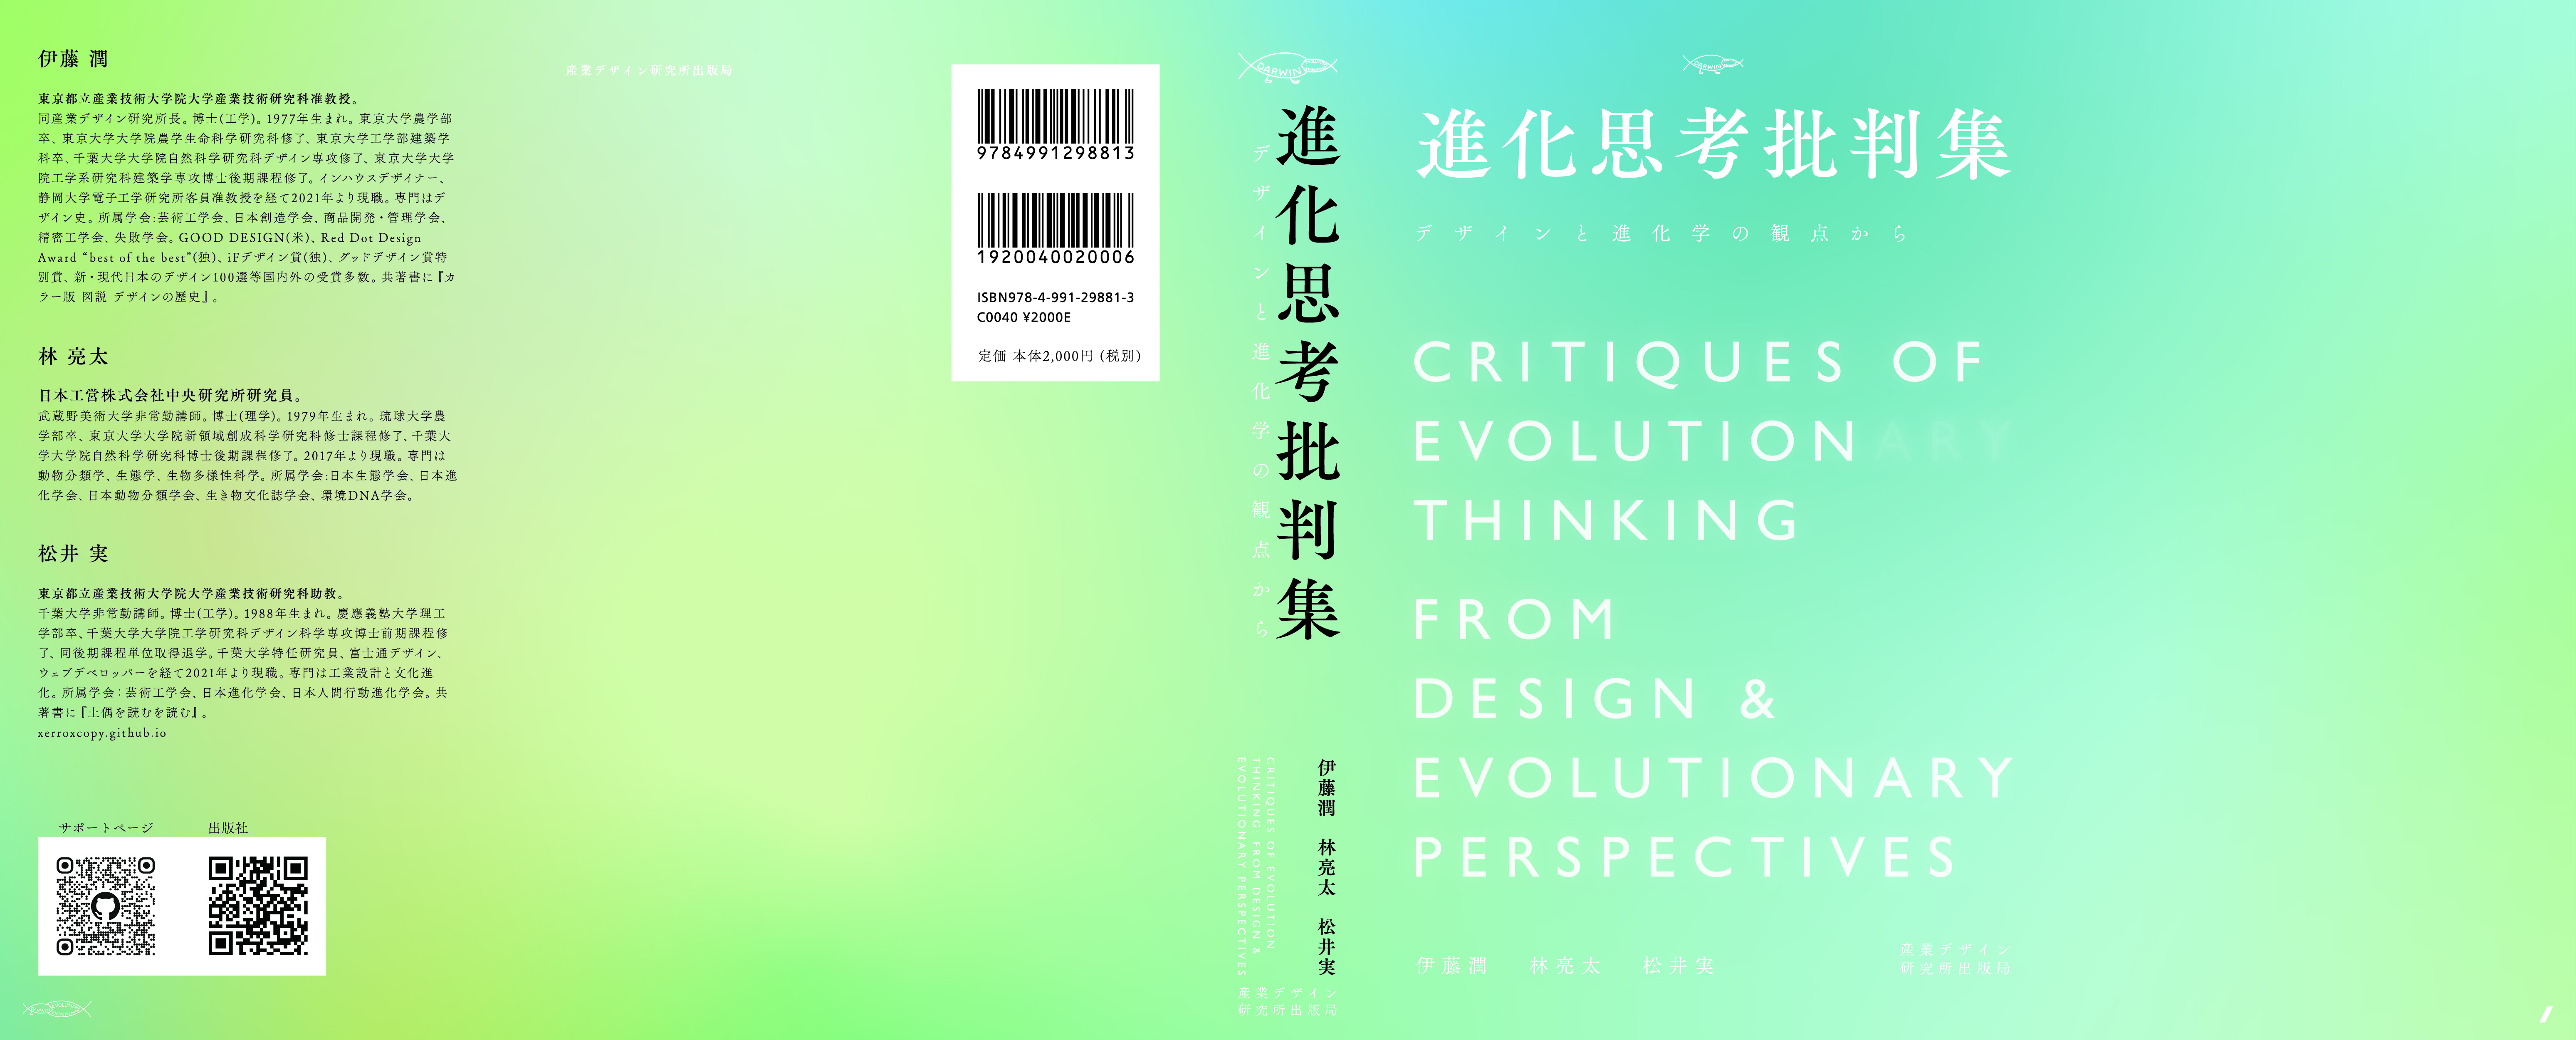 伊藤 潤
東京都立産業技術大学院大学産業技術研究科准教授。
同産業デザイン研究所長。博士(工学)。1977年生まれ。東京大学農学部
卒、東京大学大学院農学生命科学研究科修了、東京大学工学部建築学
科卒、千葉大学大学院自然科学研究科デザイン専攻修了、東京大学大学
院工学系研究科建築学専攻博士後期課程修了。インハウスデザイナー、
静岡大学電子工学研究所客員准教授を経て2021年より現職。専門はデ
ザイン史。所属学会:芸術工学会、日本創造学会、商品開発・管理学会、
精密工学会、失敗学会。GOOD DESIGN(米)、Red Dot Design
Award “best of the best”(独)、iFデザイン賞(独)、グッドデザイン賞特
別賞、新・現代日本のデザイン100選等国内外の受賞多数。共著書に『カ
ラー版 図説 デザインの歴史』。
林 亮太
日本工営株式会社中央研究所研究員。
武蔵野美術大学非常勤講師。博士(理学)。1979年生まれ。琉球大学農
学部卒、東京大学大学院新領域創成科学研究科修士課程修了、千葉大
学大学院自然科学研究科博士後期課程修了。2017年より現職。専門は
動物分類学、生態学、生物多様性科学。所属学会:日本生態学会、日本進
化学会、日本動物分類学会、生き物文化誌学会、環境DNA学会。
松井 実
東京都立産業技術大学院大学産業技術研究科助教。
千葉大学非常勤講師。博士(工学)。1988年生まれ。慶應義塾大学理工
学部卒、千葉大学大学院工学研究科デザイン科学専攻博士前期課程修
了、同後期課程単位取得退学。千葉大学特任研究員、富士通デザイン、
ウェブデベロッパーを経て2021年より現職。専門は工業設計と文化進
化。所属学会：芸術工学会、日本進化学会、日本人間行動進化学会。共
著書に『土偶を読むを読む』。
xerroxcopy.github.io
サポートページ
出版社
産業デザイン研究所出版局
9784991298813
1920040020006
ISBN978-4-991-29881-3
C0040 ¥2000E
定価 本体2,000円 (税別)
DARWIN
進化思考批判集
デザインと進化学の観点から
伊藤潤 林亮太 松井実
CRITIQUES OF EVOLUTION
THINKING: FROM DESIGN &
EVOLUTIONARY PERSPECTIVES
産業デザイン
研究所出版局
DARWIN
進化思考批判集
デザインと進化学の観点から
CRITIQUES OF
EVOLUTIONARY
THINKING
FROM
DESIGN &
EVOLUTIONARY
PERSPECTIVES
伊藤潤 林亮太 松井実
産業デザイン
研究所出版局